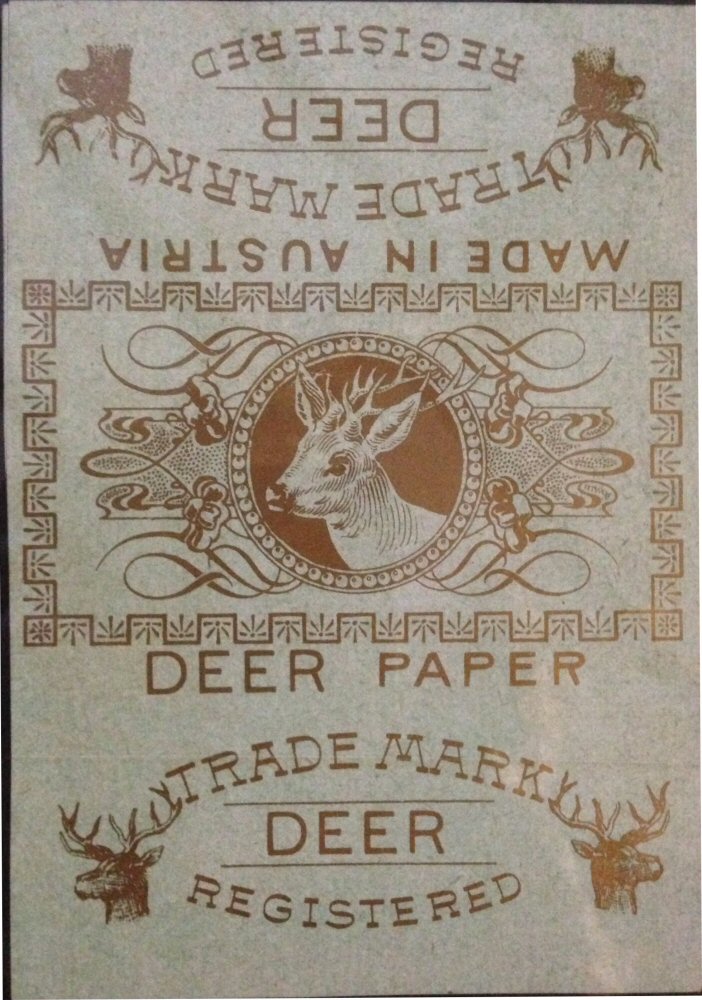 REGISTERED
DEER
TRADE MARK
MADE IN AUSTRIA
DEER PAPER
TRADE MARK
DEER
REGISTERED